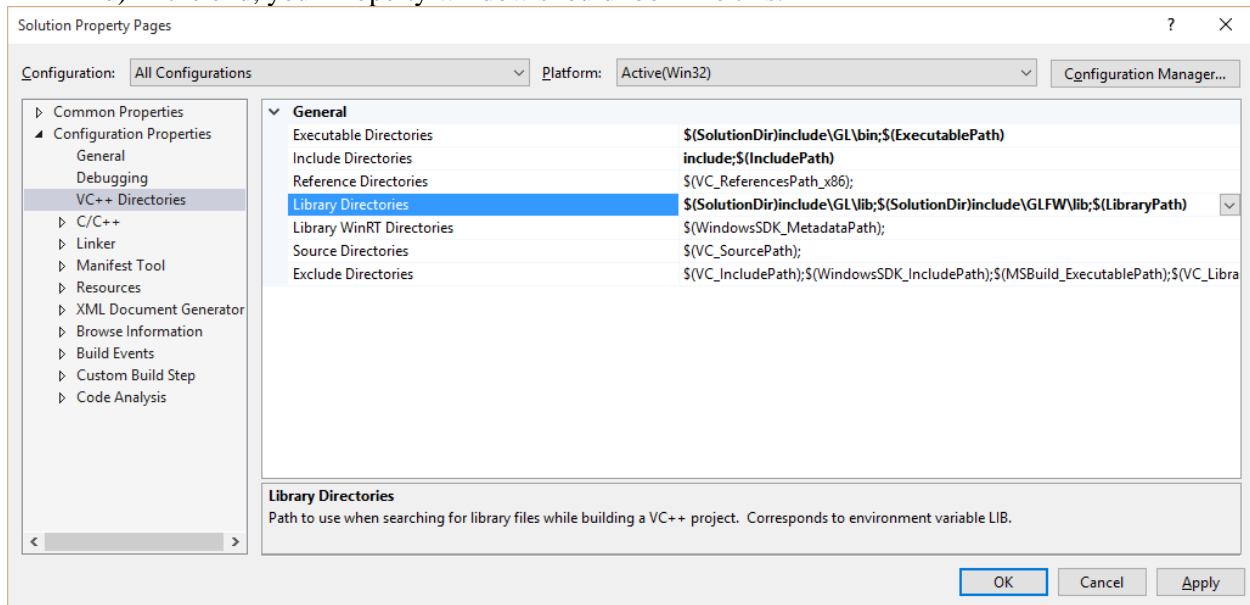 Solution Property Pages
? ×
Configuration: All Configurations Platform: Active(Win32) Configuration Manager...
Common Properties
Configuration Properties
General
Debugging
VC++ Directories
C/C++
Linker
Manifest Tool
Resources
XML Document Generator
Browse Information
Build Events
Custom Build Step
Code Analysis
General
Executable Directories $(SolutionDir)include\GL\bin;$(ExecutablePath)
Include Directories include;$(IncludePath)
Reference Directories $(VC_ReferencesPath_x86);
Library Directories $(SolutionDir)include\GL\lib;$(SolutionDir)include\GLFW\lib;$(LibraryPath)
Library WinRT Directories $(WindowsSDK_MetadataPath);
Source Directories $(VC_SourcePath);
Exclude Directories $(VC_IncludePath);$(WindowsSDK_IncludePath);$(MSBuild_ExecutablePath);$(VC_Libra
Library Directories
Path to use when searching for library files while building a VC++ project. Corresponds to environment variable LIB.
OK Cancel Apply